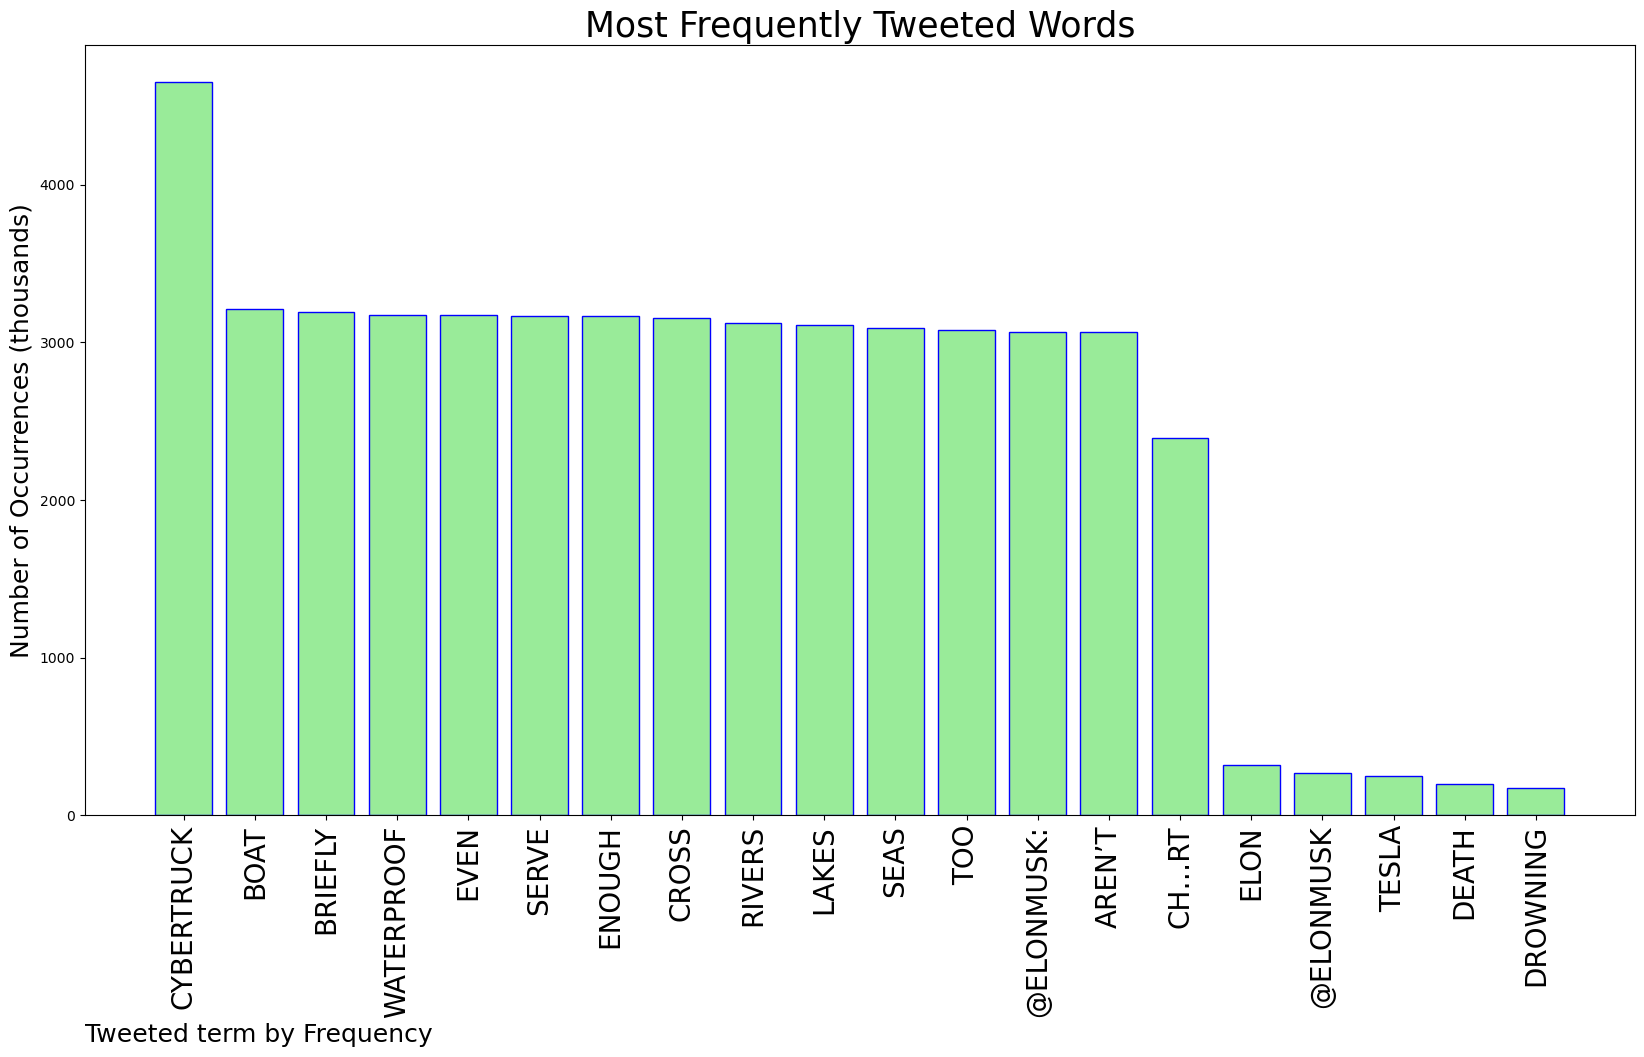 Most Frequently Tweeted Words
Number of Occurrences (thousands)
4000
3000
2000
1000
0
CYBERTRUCK
BOAT
BRIEFLY
WATERPROOF
EVEN
SERVE
ENOUGH
CROSS
RIVERS
LAKES
SEAS
TOO
@ELONMUSK:
AREN’T
CH…RT
ELON
@ELONMUSK
TESLA
DEATH
DROWNING
Tweeted term by Frequency